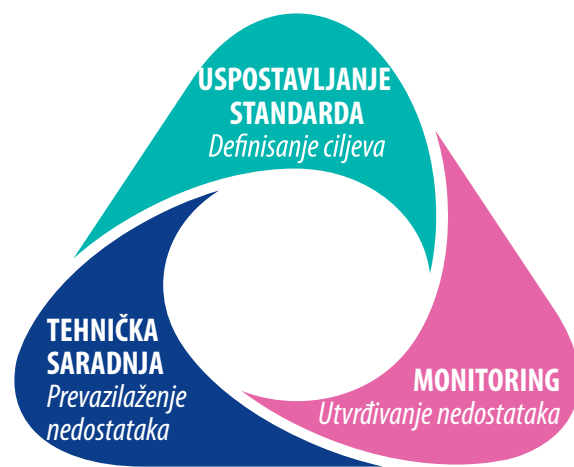 USPOSTAVLJANJE
STANDARDA
Definisanje ciljeva
TEHNIČKA
SARADNJA
Prevazilaženje
nedostataka
MONITORING
Utvrđivanje nedostataka